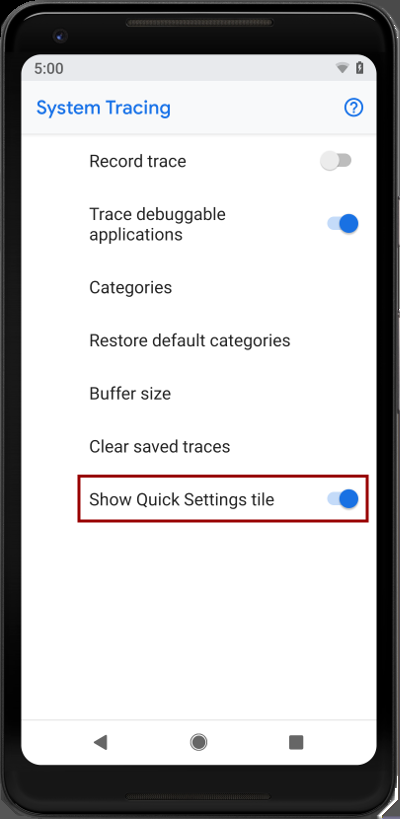 5:00
System Tracing
Record trace
Trace debuggable
applications
Categories
Restore default categories
Buffer size
Clear saved traces
Show Quick Settings tile